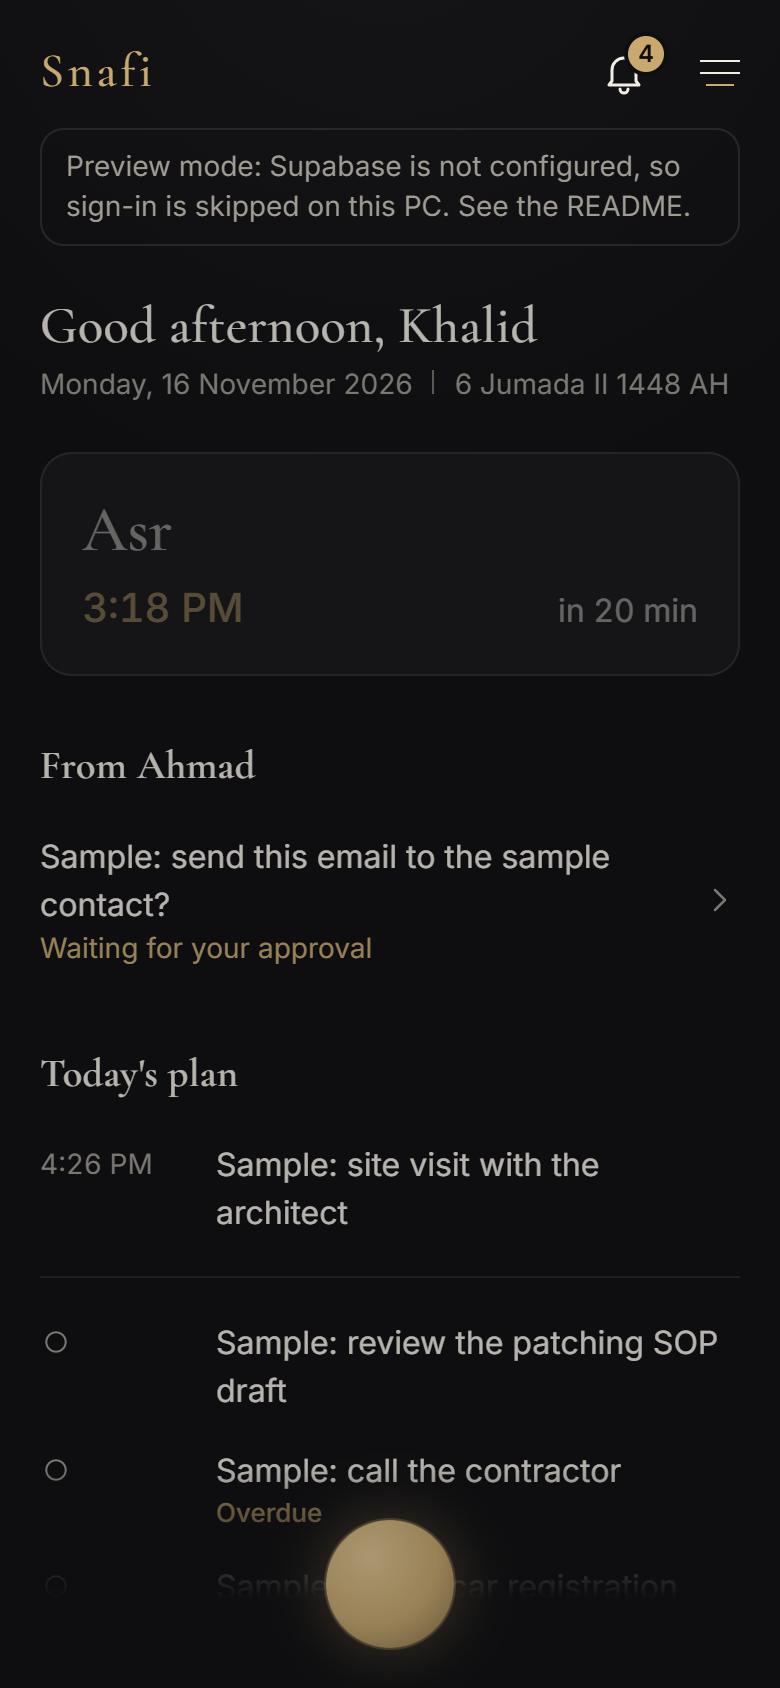 Snafi
4
Preview mode: Supabase is not configured, so
sign-in is skipped on this PC. See the README.
Good afternoon, Khalid
Monday, 16 November 2026 | 6 Jumada II 1448 AH
Asr
3:18 PM in 20 min
From Ahmad
Sample: send this email to the sample
contact?
Waiting for your approval
Today's plan
4:26 PM Sample: site visit with the
architect
Sample: review the patching SOP
draft
Sample: call the contractor
Overdue
Sample car registration